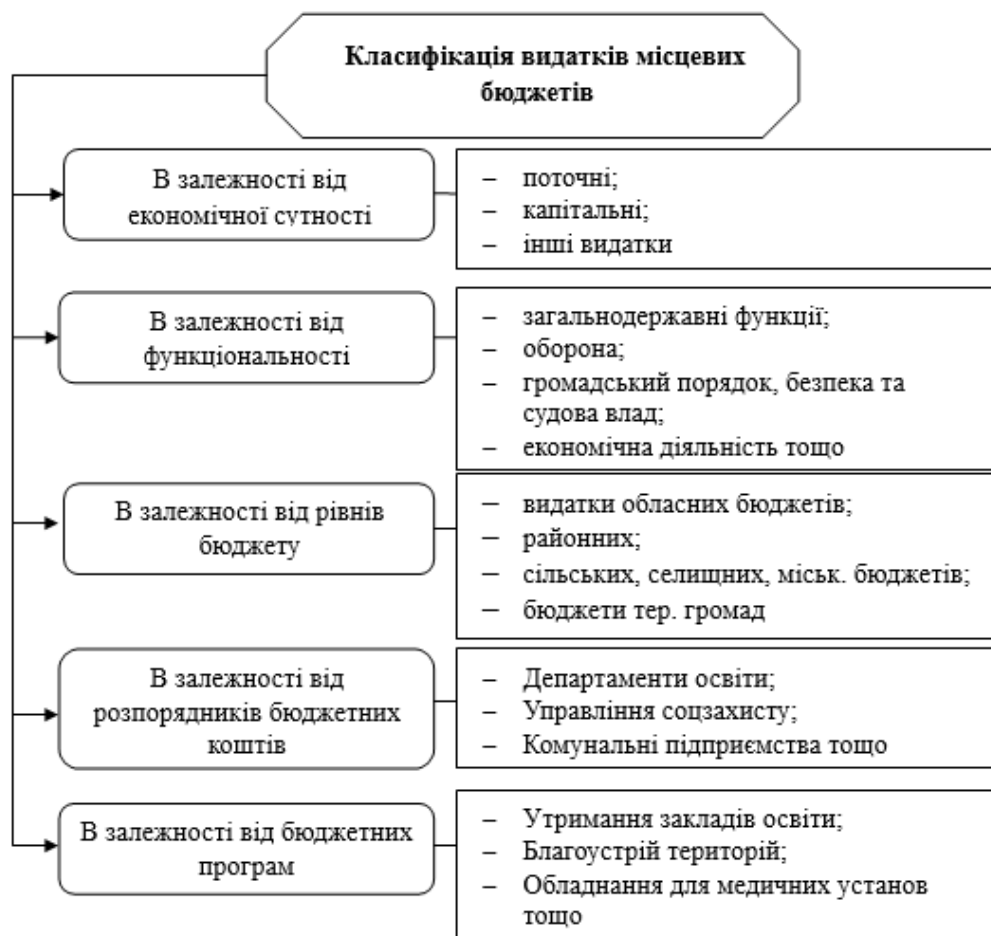 Класифікація видатків місцевих
бюджетів
В залежності від
економічної сутності
– поточні;
– капітальні;
– інші видатки
В залежності від
функціональності
– загальнодержавні функції;
– оборона;
– громадський порядок, безпека та
судова влад;
– економічна діяльність тощо
В залежності від рівнів
бюджету
– видатки обласних бюджетів;
– районних;
– сільських, селищних, міськ. бюджетів;
– бюджети тер. громад
В залежності від
розпорядників бюджетних
коштів
– Департаменти освіти;
– Управління соцзахисту;
– Комунальні підприємства тощо
В залежності від бюджетних
програм
– Утримання закладів освіти;
– Благоустрій територій;
– Обладнання для медичних установ
тощо